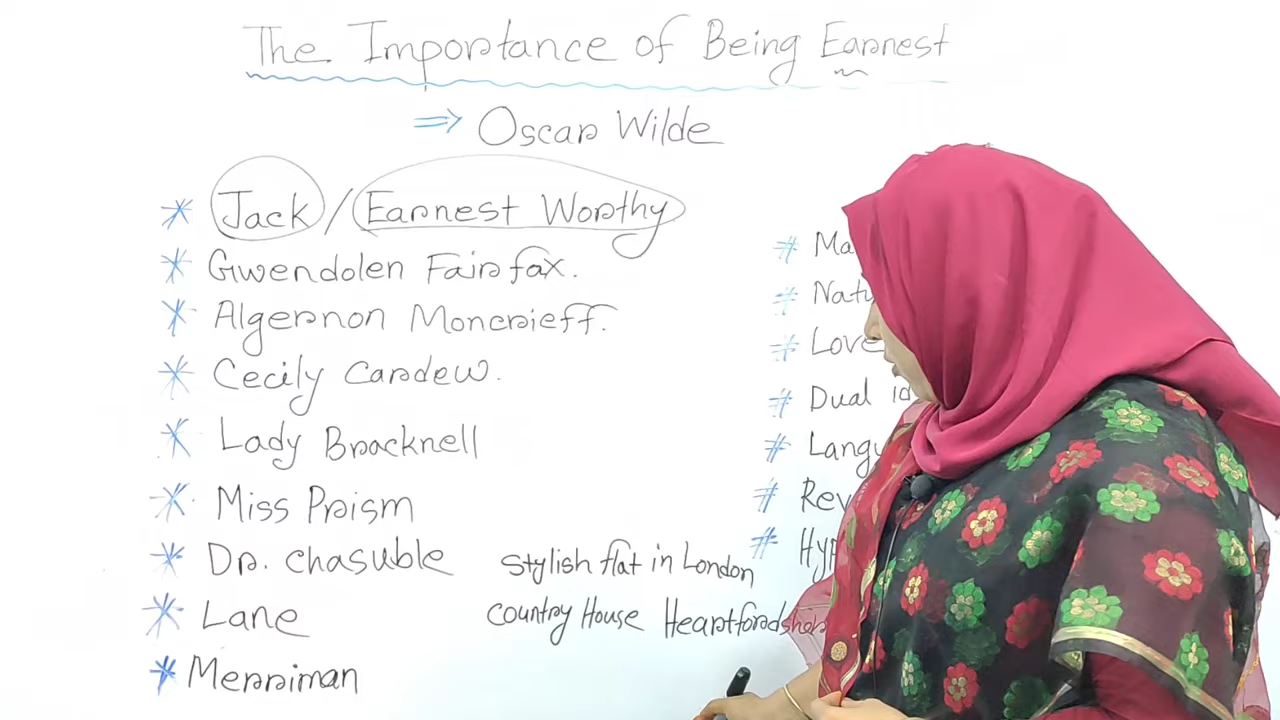 The Importance of Being Earnest
⇒ Oscar Wilde
* Jack / Earnest Worthy
* Gwendolen Fairfax.
* Algernon Moncrieff.
* Cecily Cardew.
* Lady Bracknell
* Miss Prism
* Dr. Chasuble
* Lane
* Merriman
Stylish flat in London
Country House
# Ma
# Natu
# Love
# Dual id
# Langu
# Rev
# Hyp